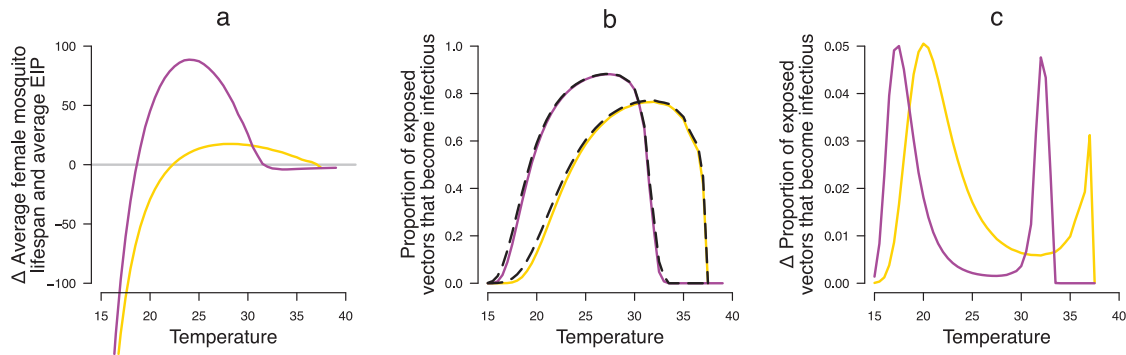 a
Δ Average female mosquito
lifespan and average EIP
100
50
0
−50
−100
15 20 25 30 35 40
Temperature
b
Proportion of exposed
vectors that become infectious
1.0
0.8
0.6
0.4
0.2
0.0
15 20 25 30 35 40
Temperature
c
Δ Proportion of exposed
vectors that become infectious
0.05
0.04
0.03
0.02
0.01
0.00
15 20 25 30 35 40
Temperature